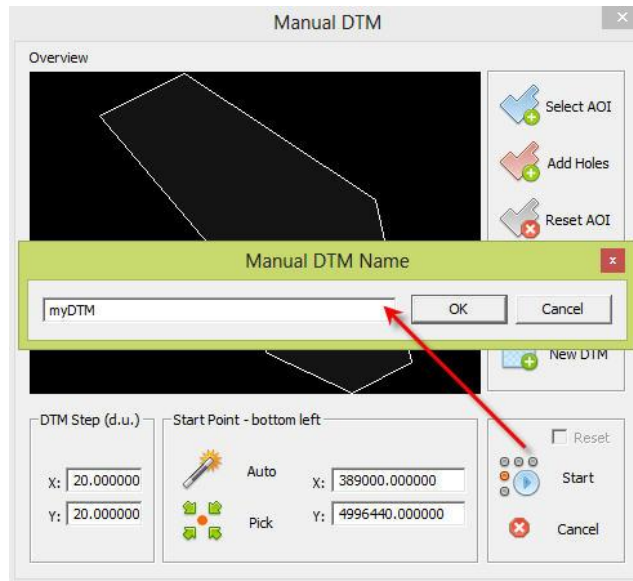 Manual DTM
Overview
Select AOI
Add Holes
Reset AOI
Manual DTM Name
x
myDTM
OK
Cancel
New DTM
DTM Step (d.u.)
X: 20.000000
Y: 20.000000
Start Point - bottom left
Auto
X: 389000.000000
Pick
Y: 4996440.000000
Reset
Start
Cancel